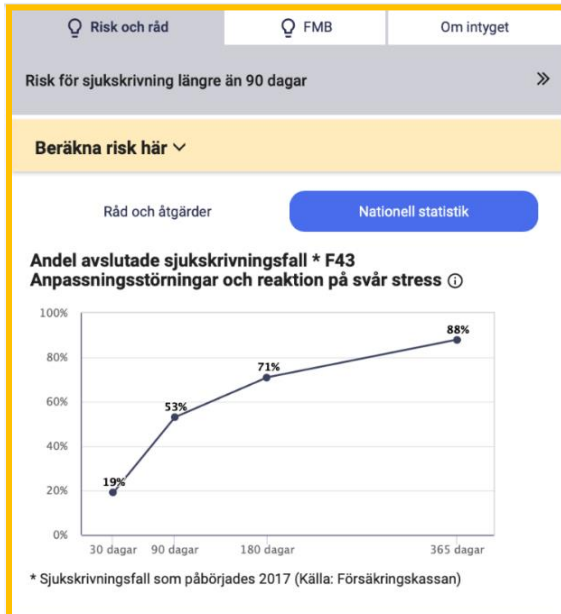 Risk och råd
FMB
Om intyget
Risk för sjukskrivning längre än 90 dagar
Beräkna risk här
Råd och åtgärder
Nationell statistik
Andel avslutade sjukskrivningsfall * F43
Anpassningsstörningar och reaktion på svår stress
100%
88%
80%
71%
60%
53%
40%
20%
19%
0%
30 dagar
90 dagar
180 dagar
365 dagar
* Sjukskrivningsfall som påbörjades 2017 (Källa: Försäkringskassan)